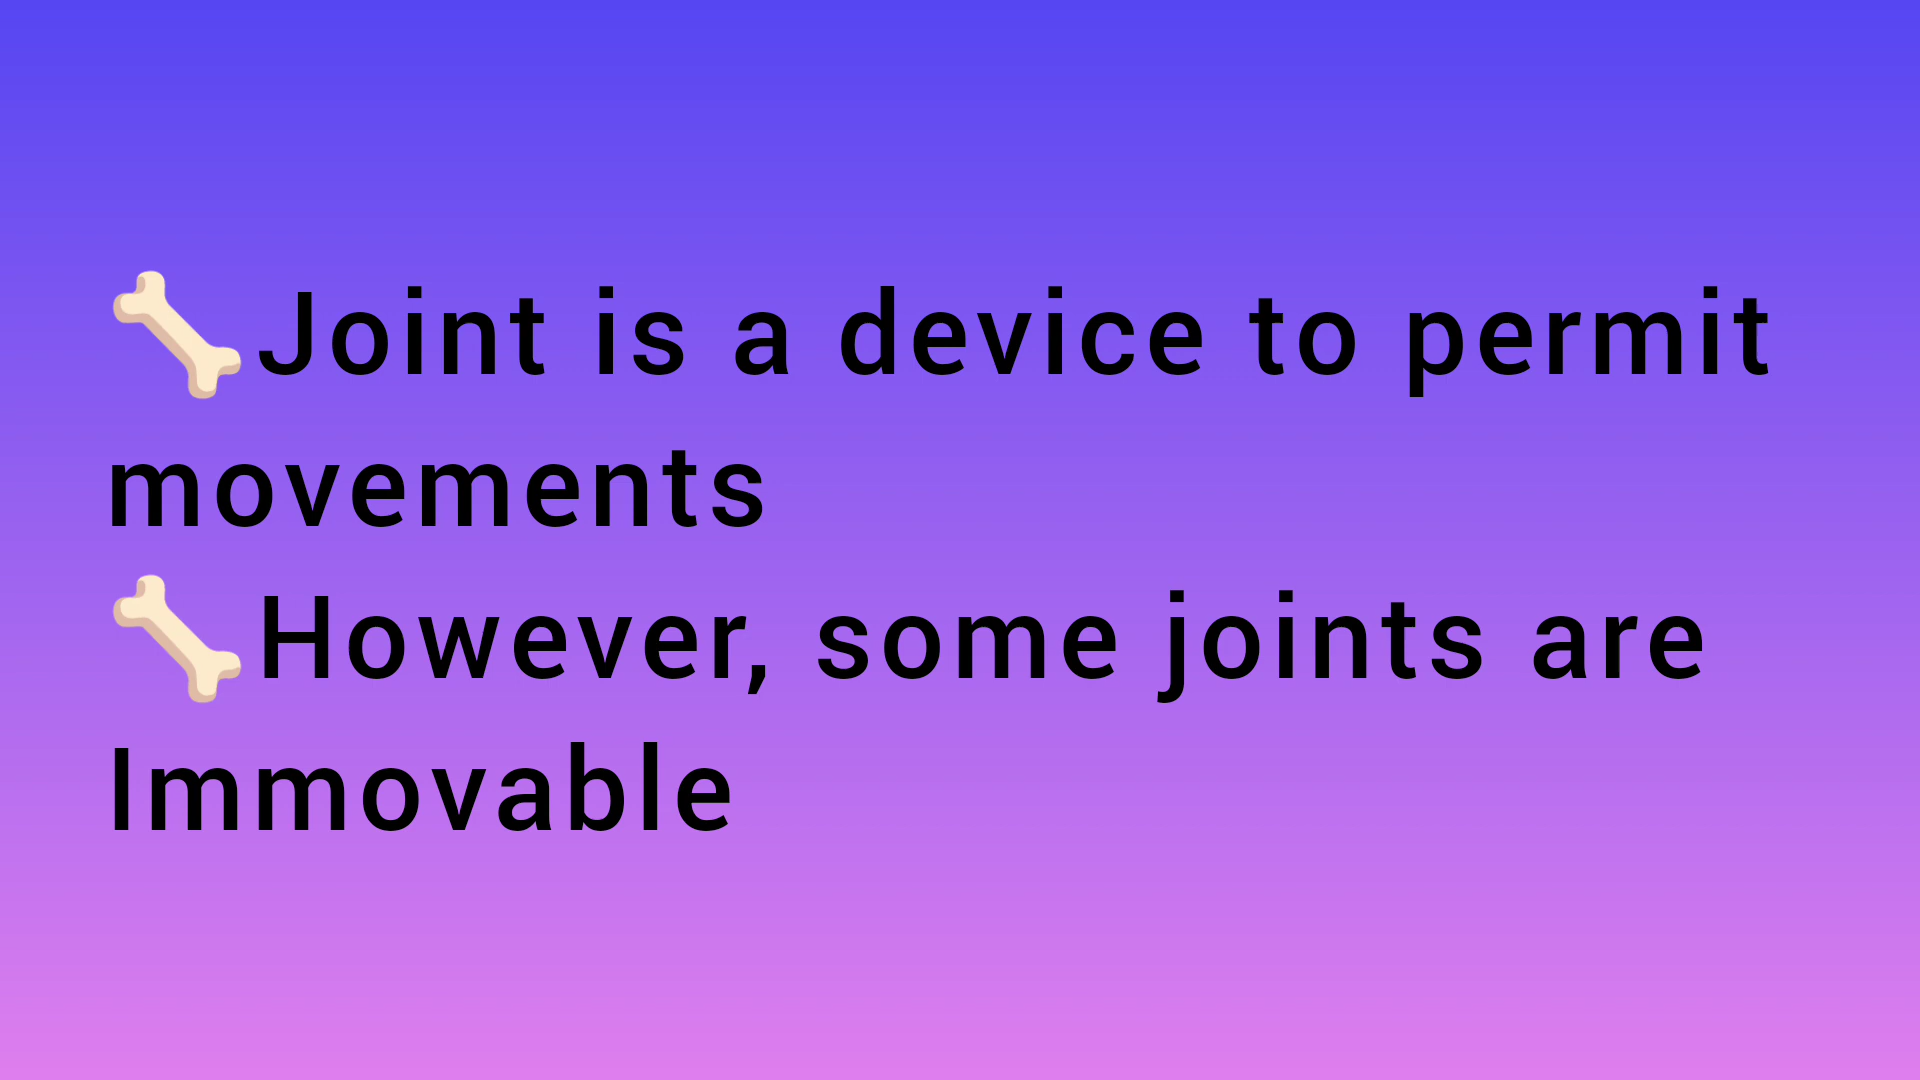 🦴Joint is a device to permit
movements
🦴However, some joints are
Immovable